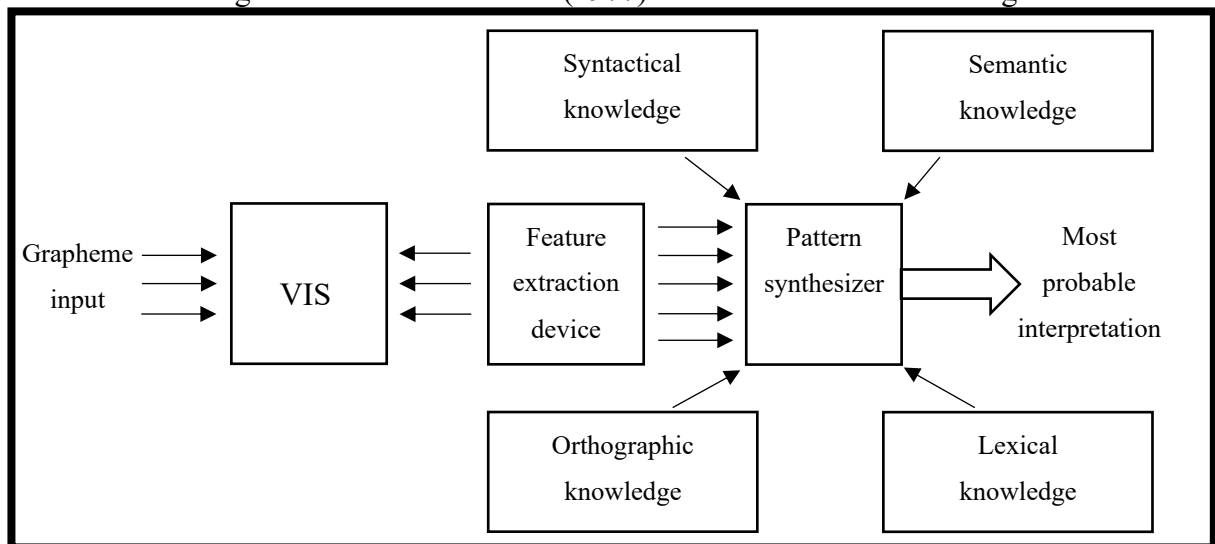 Syntactical
knowledge
Semantic
knowledge
Grapheme
input
VIS
Feature
extraction
device
Pattern
synthesizer
Most
probable
interpretation
Orthographic
knowledge
Lexical
knowledge